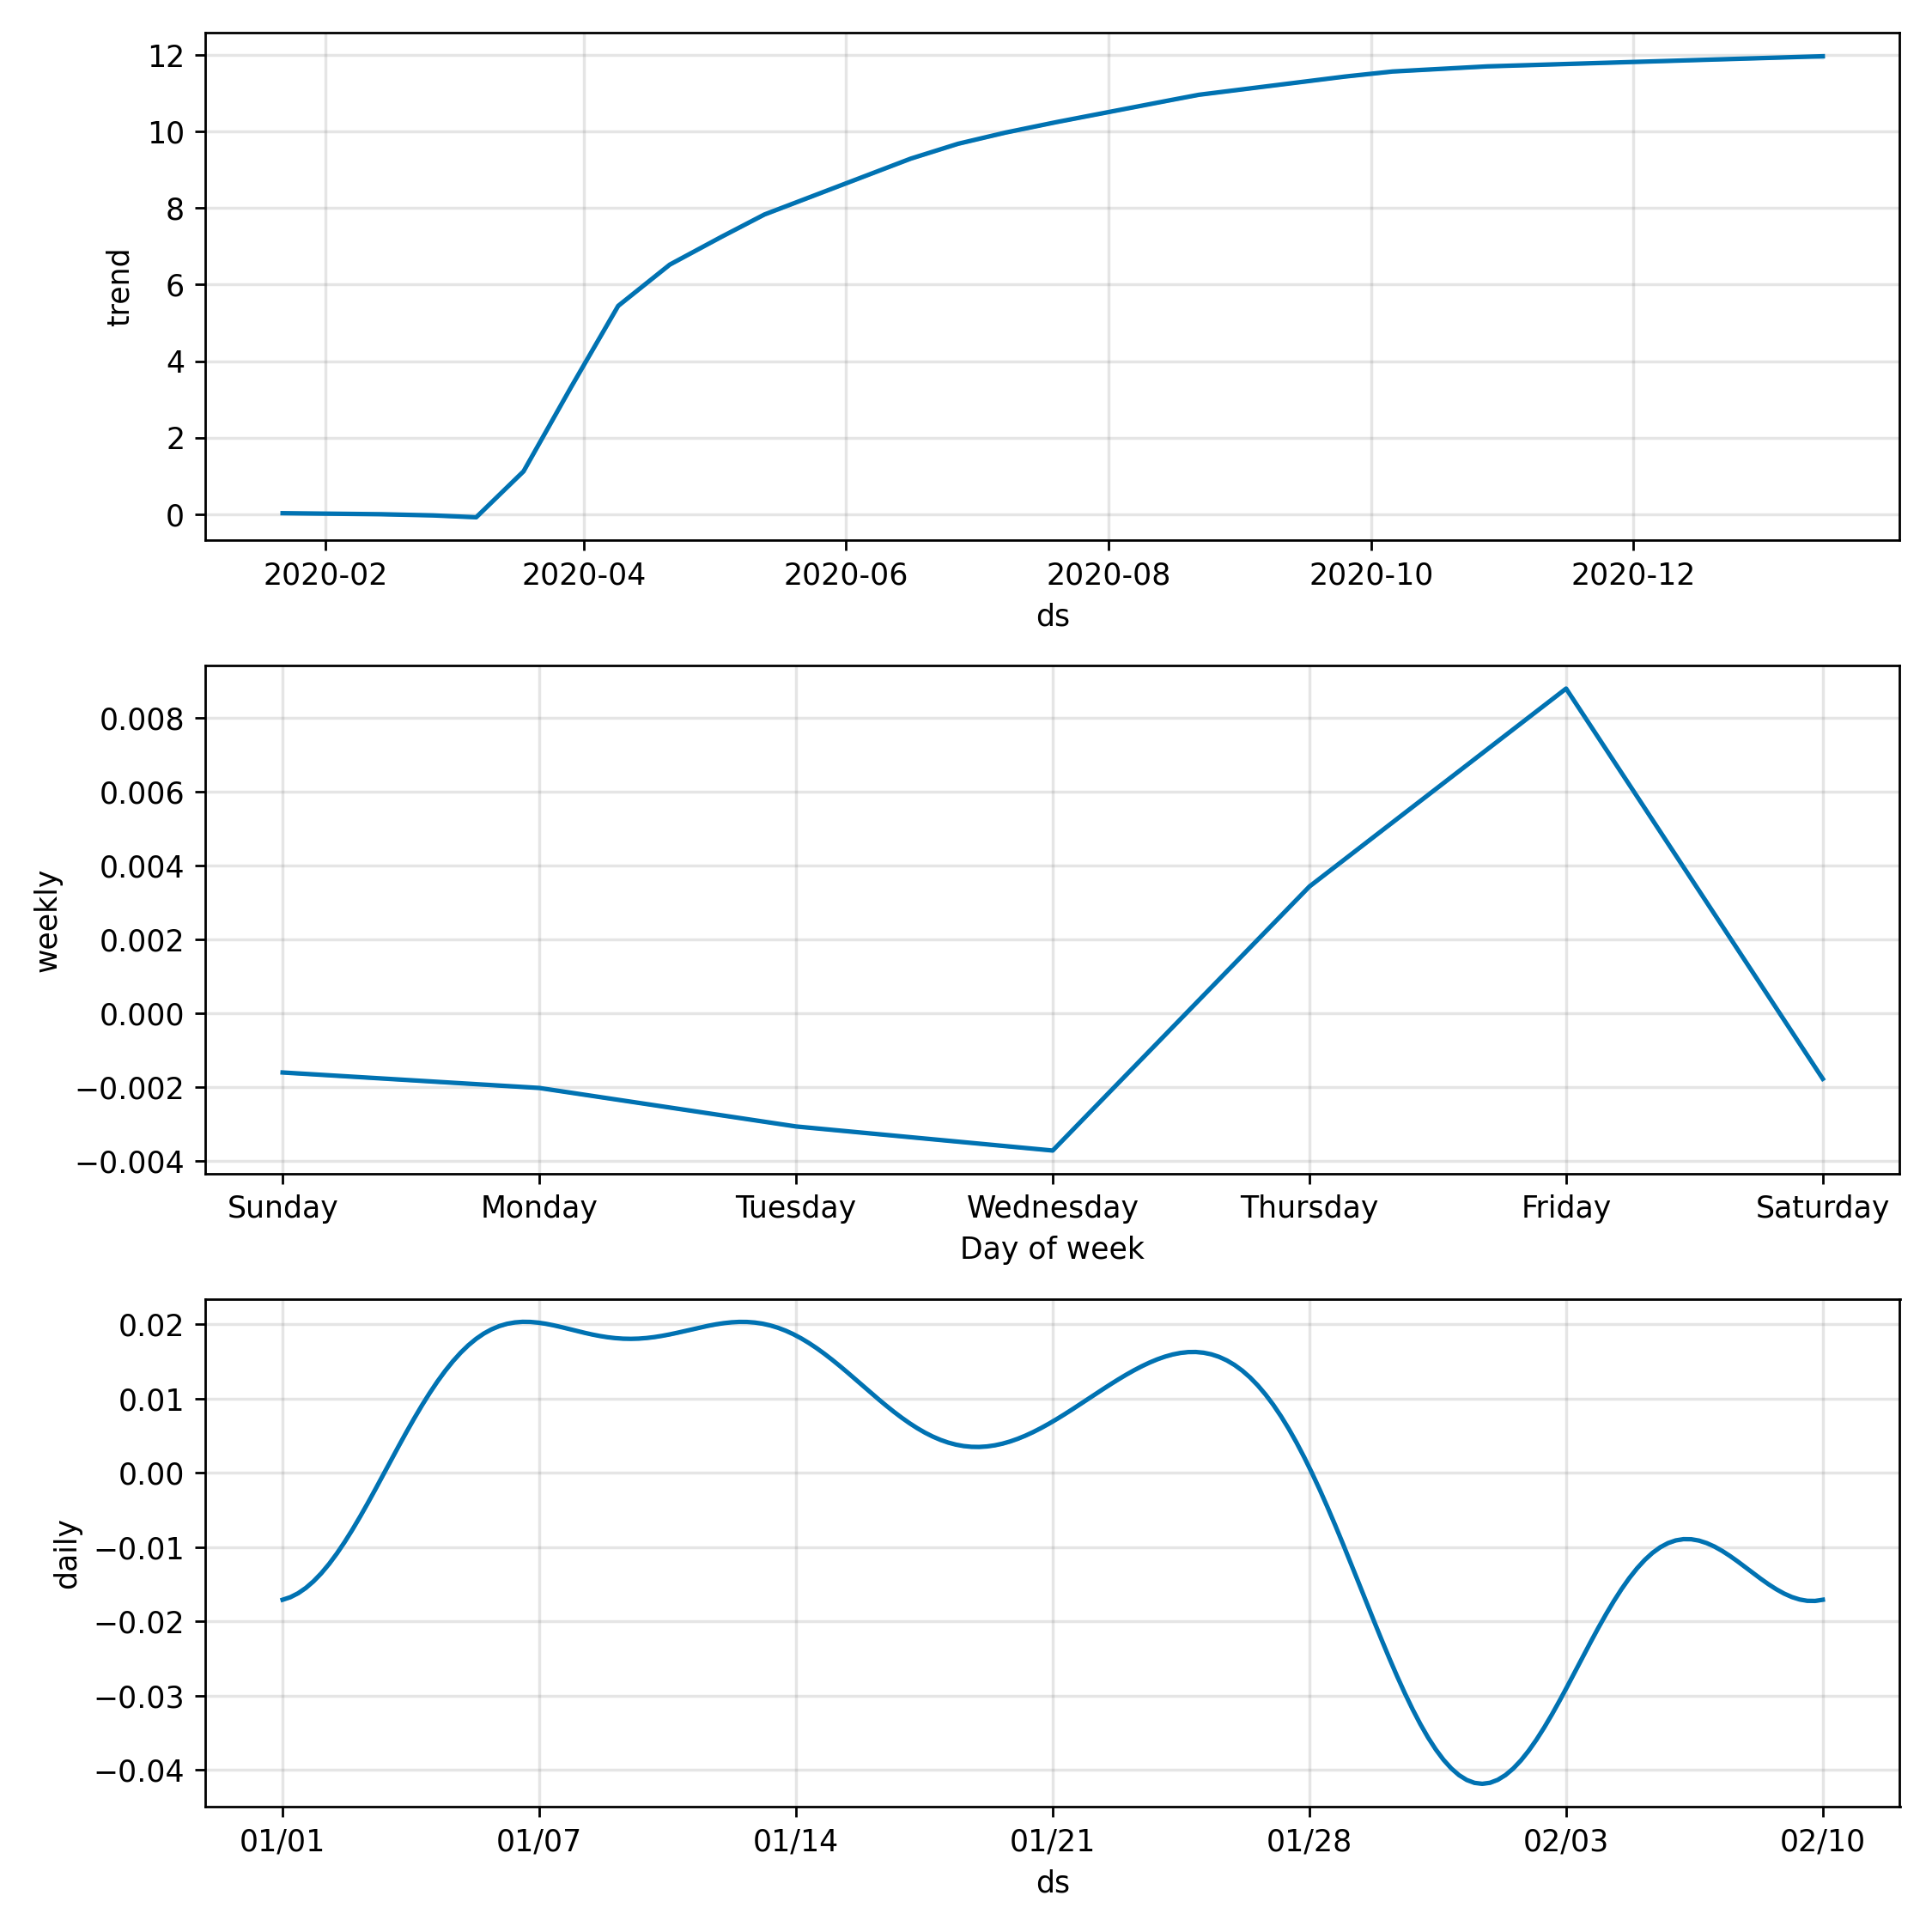 12
10
8
6
4
2
0
trend
2020-02 2020-04 2020-06 2020-08 2020-10 2020-12
ds
0.008
0.006
0.004
0.002
0.000
−0.002
−0.004
weekly
Sunday Monday Tuesday Wednesday Thursday Friday Saturday
Day of week
0.02
0.01
0.00
−0.01
−0.02
−0.03
−0.04
daily
01/01 01/07 01/14 01/21 01/28 02/03 02/10
ds